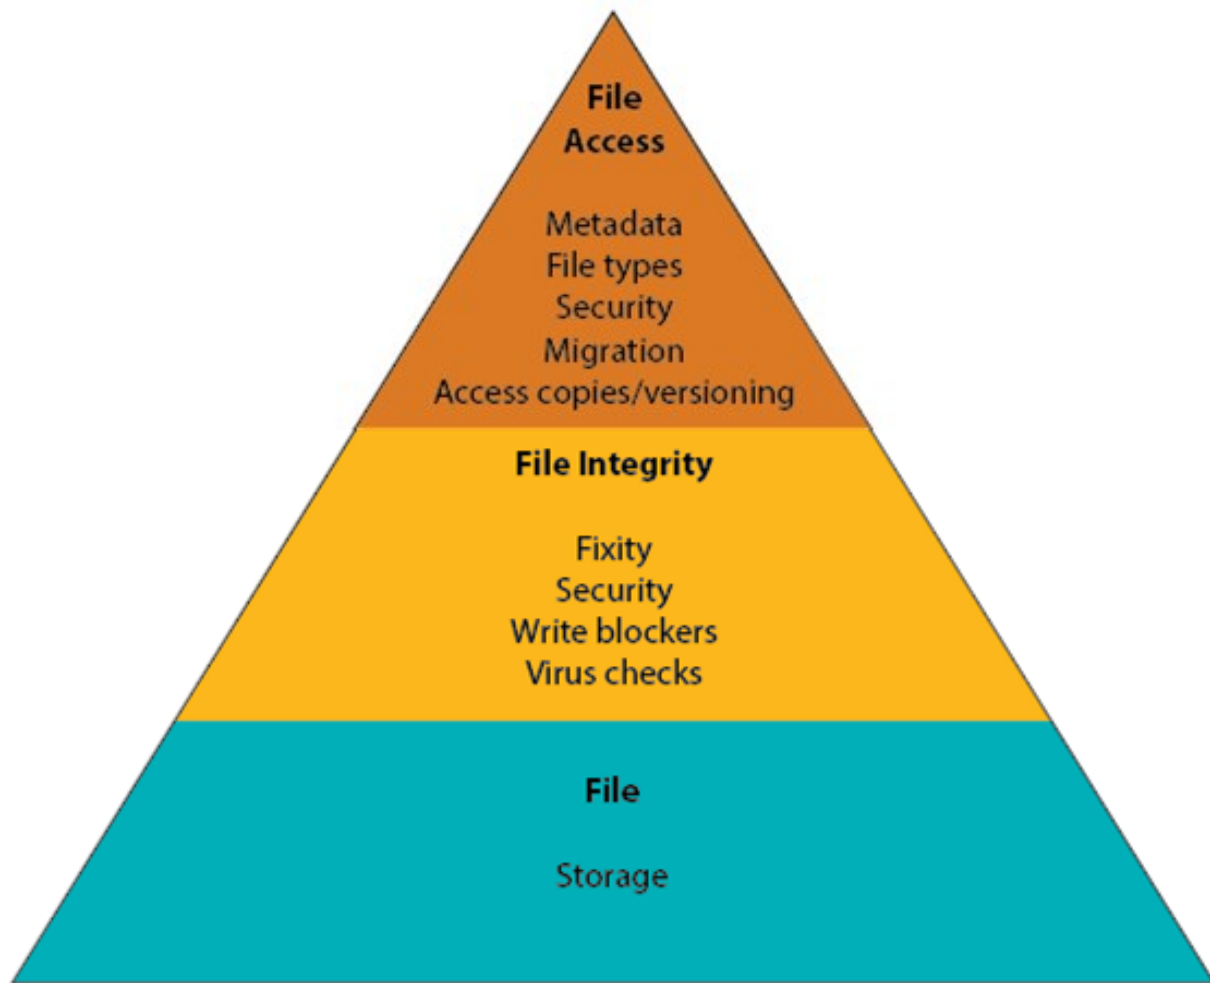 File
Access
Metadata
File types
Security
Migration
Access copies/versioning
File Integrity
Fixity
Security
Write blockers
Virus checks
File
Storage